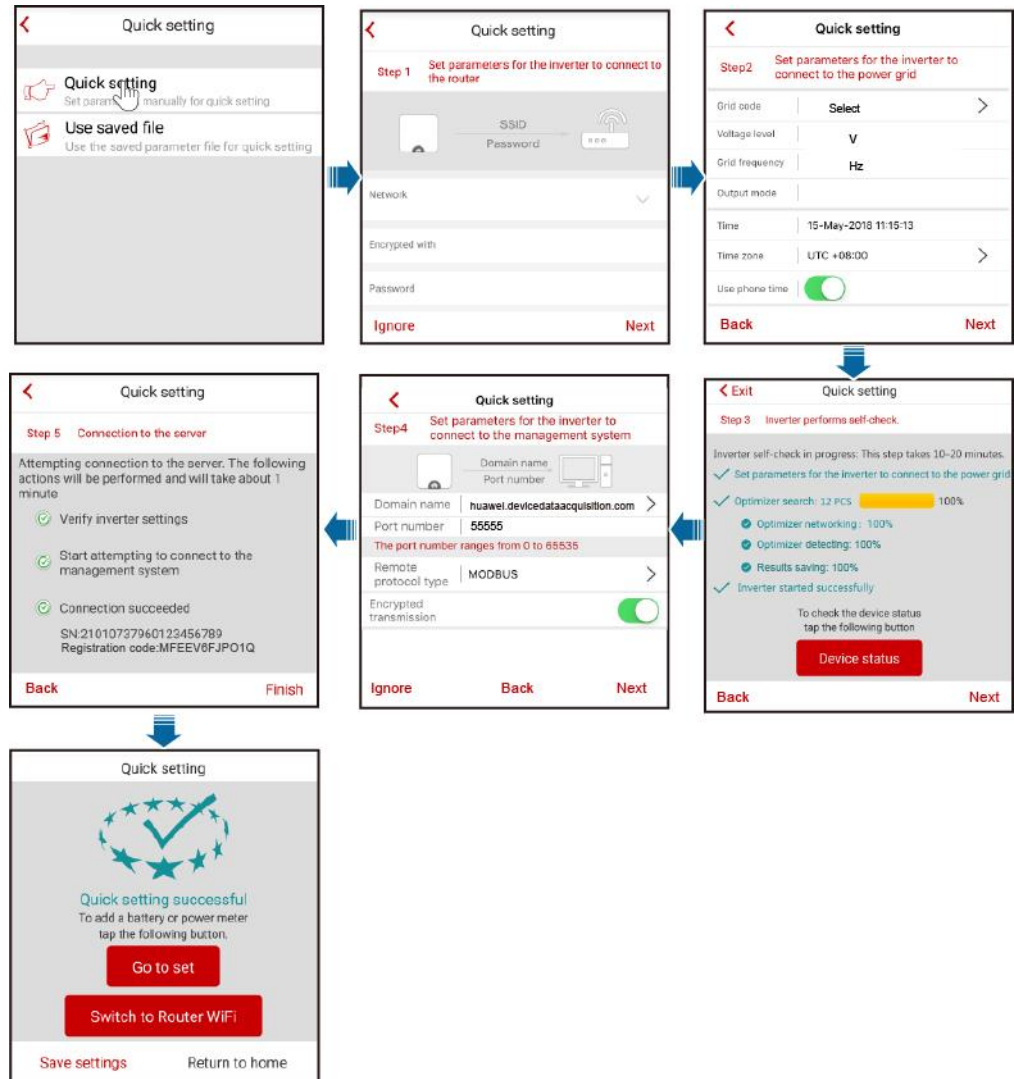 Quick setting
Quick setting
Set param manually for quick setting
Use saved file
Use the saved parameter file for quick setting
Quick setting
Step 1 Set parameters for the inverter to connect to
the router
SSID
Password
Network
Encrypted with
Password
Ignore Next
Quick setting
Step2 Set parameters for the inverter to
connect to the power grid
Grid code Select
Voltage level V
Grid frequency Hz
Output mode
Time 15-May-2018 11:15:13
Time zone UTC +08:00
Use phone time
Back Next
Exit Quick setting
Step 3 Inverter performs self-check.
Inverter self-check in progress: This step takes 10–20 minutes.
Set parameters for the inverter to connect to the power grid
Optimizer search: 12 PCS 100%
Optimizer networking: 100%
Optimizer detecting: 100%
Results saving: 100%
Inverter started successfully
To check the device status
tap the following button
Device status
Back Next
Quick setting
Step4 Set parameters for the inverter to
connect to the management system
Domain name
Port number
Domain name huawei.devicedataacquisition.com
Port number 55555
The port number ranges from 0 to 65535
Remote
protocol type MODBUS
Encrypted
transmission
Ignore Back Next
Quick setting
Step 5 Connection to the server
Attempting connection to the server. The following
actions will be performed and will take about 1
minute
Verify inverter settings
Start attempting to connect to the
management system
Connection succeeded
SN:21010737960123456789
Registration code:MFEEV6FJPO1Q
Back Finish
Quick setting
Quick setting successful
To add a battery or power meter
tap the following button.
Go to set
Switch to Router WiFi
Save settings Return to home